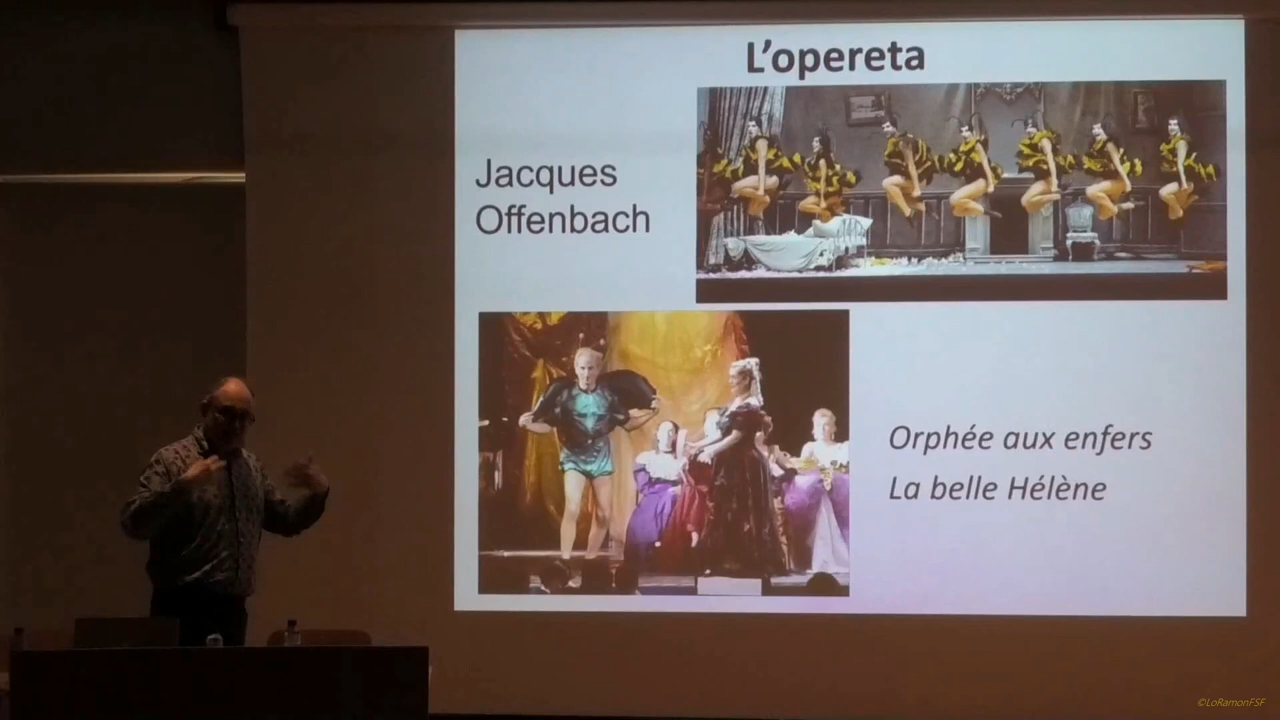 L'opereta
Jacques
Offenbach
Orphée aux enfers
La belle Hélène
©LoRamonFSF